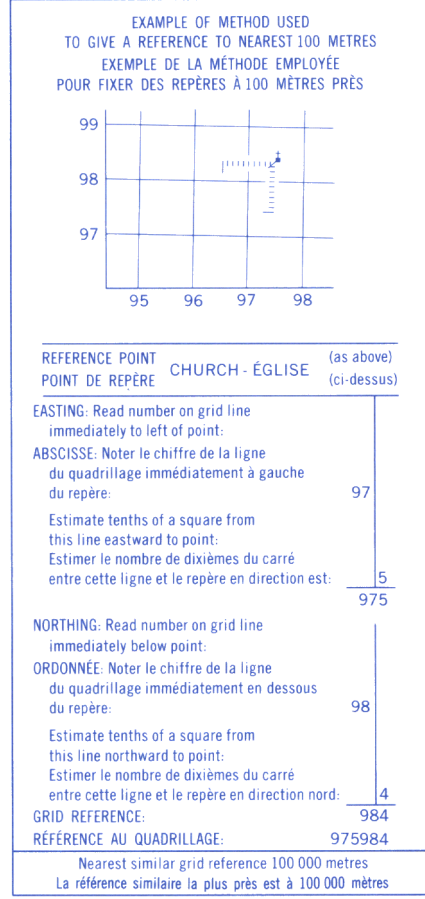 EXAMPLE OF METHOD USED
TO GIVE A REFERENCE TO NEAREST 100 METRES
EXEMPLE DE LA MÉTHODE EMPLOYÉE
POUR FIXER DES REPÈRES À 100 MÈTRES PRÈS
99
98
97
95 96 97 98
REFERENCE POINT
POINT DE REPÈRE
CHURCH - ÉGLISE
(as above)
(ci-dessus)
EASTING: Read number on grid line
immediately to left of point:
ABSCISSE: Noter le chiffre de la ligne
du quadrillage immédiatement à gauche
du repère: 97
Estimate tenths of a square from
this line eastward to point:
Estimer le nombre de dixièmes du carré
entre cette ligne et le repère en direction est: 5
975
NORTHING: Read number on grid line
immediately below point:
ORDONNÉE: Noter le chiffre de la ligne
du quadrillage immédiatement en dessous
du repère: 98
Estimate tenths of a square from
this line northward to point:
Estimer le nombre de dixièmes du carré
entre cette ligne et le repère en direction nord: 4
GRID REFERENCE: 984
RÉFÉRENCE AU QUADRILLAGE: 975984
Nearest similar grid reference 100 000 metres
La référence similaire la plus près est à 100 000 mètres